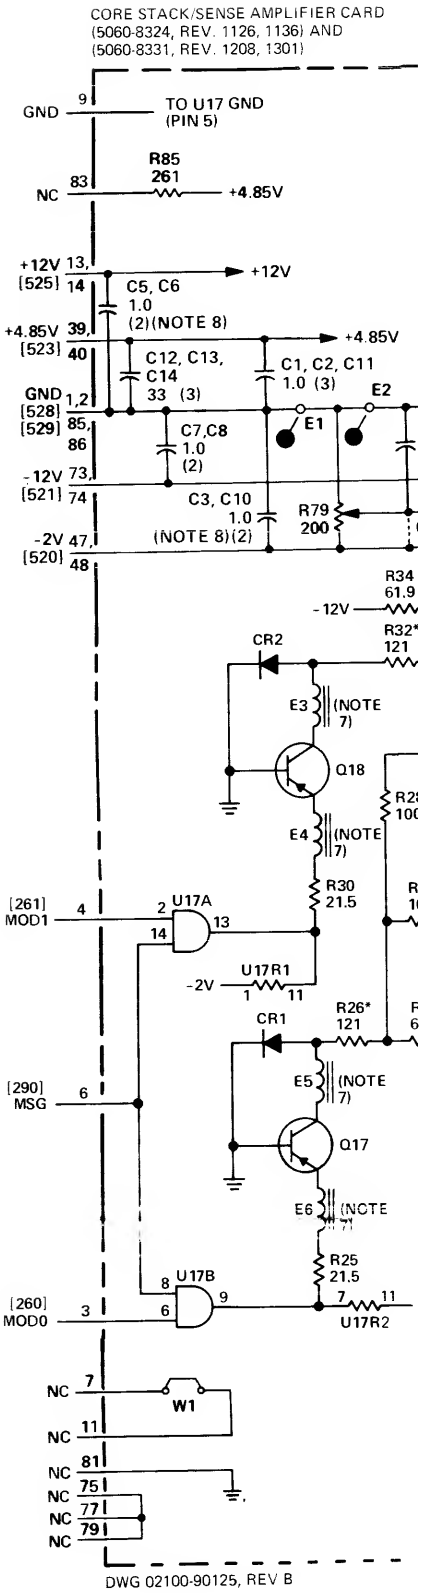 CORE STACK/SENSE AMPLIFIER CARD
(5060-8324, REV. 1126, 1136) AND
(5060-8331, REV. 1208, 1301)
GND 9 TO U17 GND
(PIN 5)
R85
261
NC 83 +4.85V
+12V 13, +12V
[525] 14
C5, C6
1.0
(2)(NOTE 8)
+4.85V 39, +4.85V
[523] 40
C12, C13,
C14
33 (3)
C1, C2, C11
1.0 (3)
GND 1,2
[528]
[529] 85,
86
E1
E2
C7,C8
1.0
(2)
-12V 73,
[521] 74
C3, C10
1.0
(NOTE 8)(2)
R79
200
-2V 47,
[520] 48
R34
61.9
-12V
R32*
121
CR2
E3 (NOTE
7)
Q18
E4 (NOTE
7)
R30
21.5
[261]
MOD1 4
U17A
2
14
13
U17R1
-2V 1 11
R26*
121
CR1
E5 (NOTE
7)
[290]
MSG 6
Q17
E6 (NOTE
7)
R25
21.5
U17B
8
6
9
[260]
MOD0 3
7 11
U17R2
NC 7
W1
NC 11
NC 81
NC 75
NC 77
NC 79
DWG 02100-90125, REV B